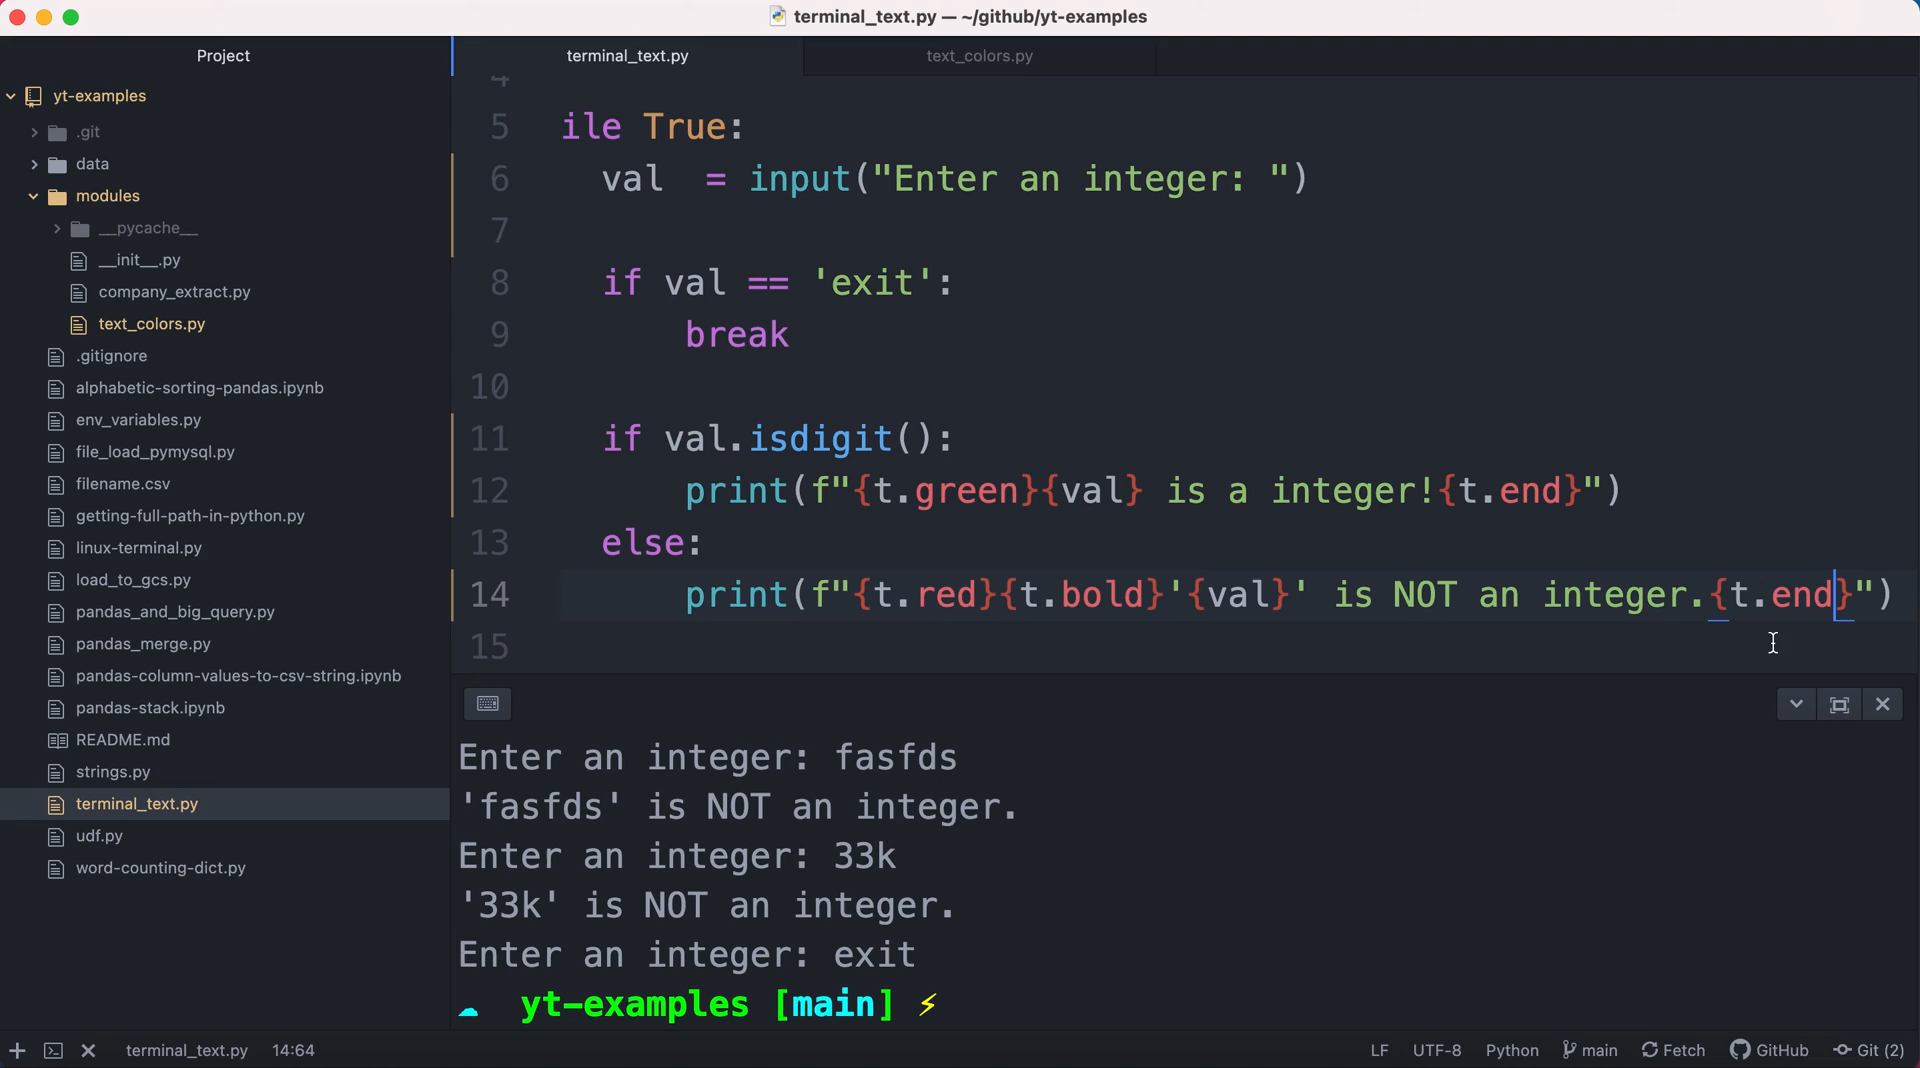 terminal_text.py — ~/github/yt-examples
Project
terminal_text.py
text_colors.py
yt-examples
.git
data
modules
__pycache__
__init__.py
company_extract.py
text_colors.py
.gitignore
alphabetic-sorting-pandas.ipynb
env_variables.py
file_load_pymysql.py
filename.csv
getting-full-path-in-python.py
linux-terminal.py
load_to_gcs.py
pandas_and_big_query.py
pandas_merge.py
pandas-column-values-to-csv-string.ipynb
pandas-stack.ipynb
README.md
strings.py
terminal_text.py
udf.py
word-counting-dict.py
4
5 ile True:
6 val  = input("Enter an integer: ")
7
8 if val == 'exit':
9 break
10
11 if val.isdigit():
12 print(f"{t.green}{val} is a integer!{t.end}")
13 else:
14 print(f"{t.red}{t.bold}'{val}' is NOT an integer.{t.end}")
15
Enter an integer: fasfds
'fasfds' is NOT an integer.
Enter an integer: 33k
'33k' is NOT an integer.
Enter an integer: exit
yt-examples [main] ⚡
terminal_text.py 14:64 LF UTF-8 Python main Fetch GitHub Git (2)